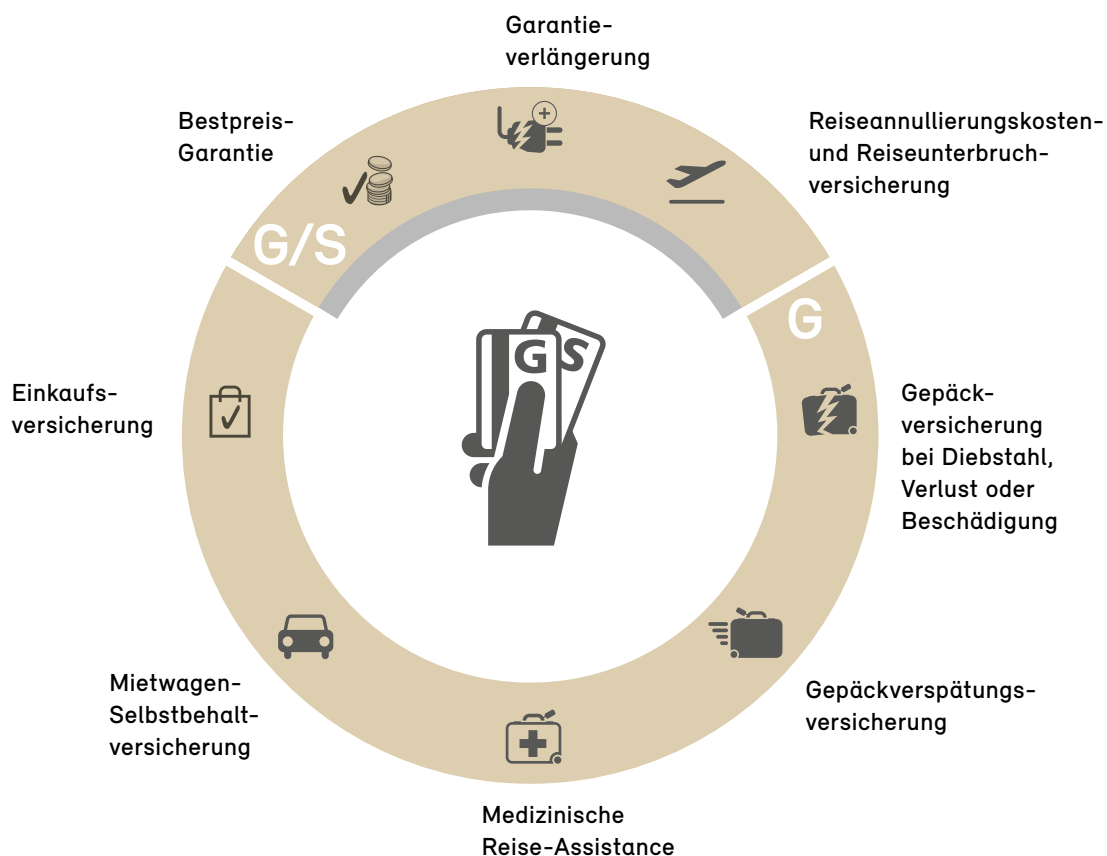 Garantie-
verlängerung
Bestpreis-
Garantie
Reiseannullierungskosten-
und Reiseunterbruch-
versicherung
G/S
G
G S
Einkaufs-
versicherung
Gepäck-
versicherung
bei Diebstahl,
Verlust oder
Beschädigung
Mietwagen-
Selbstbehalt-
versicherung
Gepäckverspätungs-
versicherung
Medizinische
Reise-Assistance